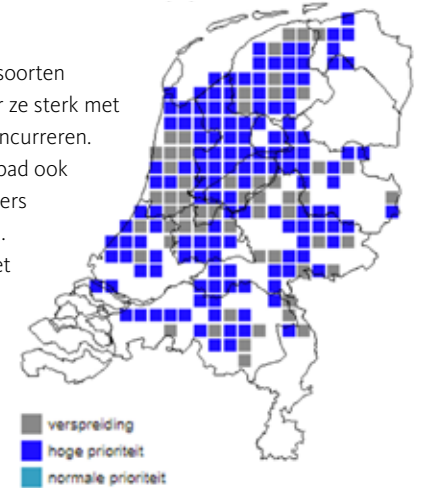 soorten
r ze sterk met
ncurreren.
pad ook
ers
.
et
verspreiding
hoge prioriteit
normale prioriteit